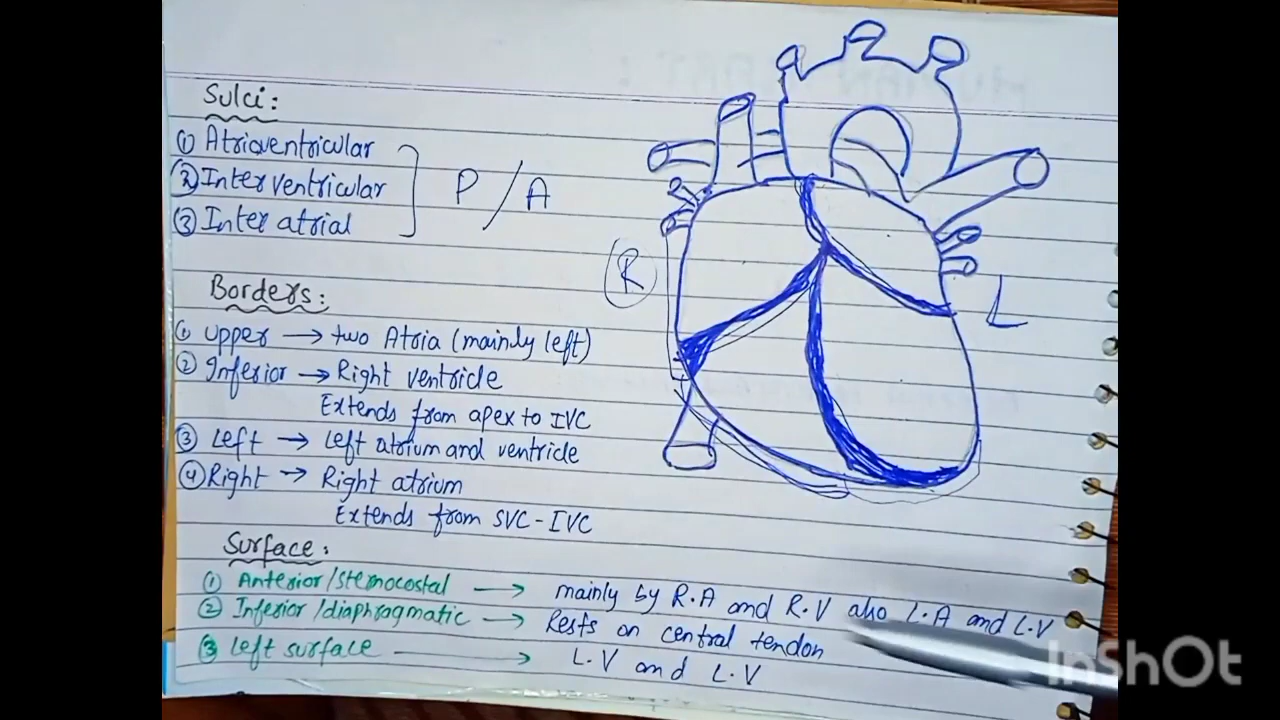 Sulci:
① Atrioventricular
② Interventricular
③ Inter atrial
P / A
Borders:
① Upper → two Atria (mainly left)
② Inferior → Right ventricle
Extends from apex to IVC
③ Left → Left atrium and ventricle
④ Right → Right atrium
Extends from SVC - IVC
Surface:
① Anterior/sternocostal → mainly by R.A and R.V also L.A and L.V
② Inferior/diaphragmatic → Rests on central tendon
③ Left surface → L.V and L.V
R
L
InShOt